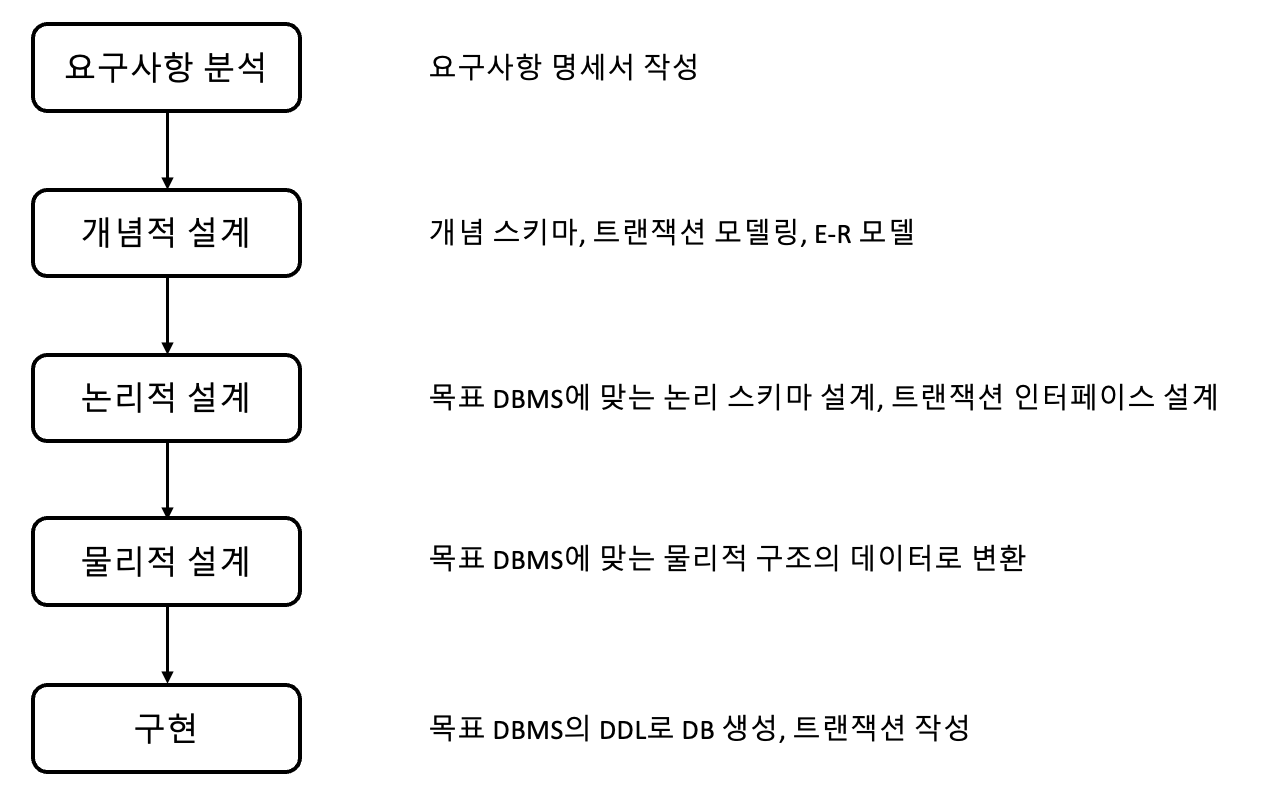 요구사항 분석
요구사항 명세서 작성
개념적 설계
개념 스키마, 트랜잭션 모델링, E-R 모델
논리적 설계
목표 DBMS에 맞는 논리 스키마 설계, 트랜잭션 인터페이스 설계
물리적 설계
목표 DBMS에 맞는 물리적 구조의 데이터로 변환
구현
목표 DBMS의 DDL로 DB 생성, 트랜잭션 작성